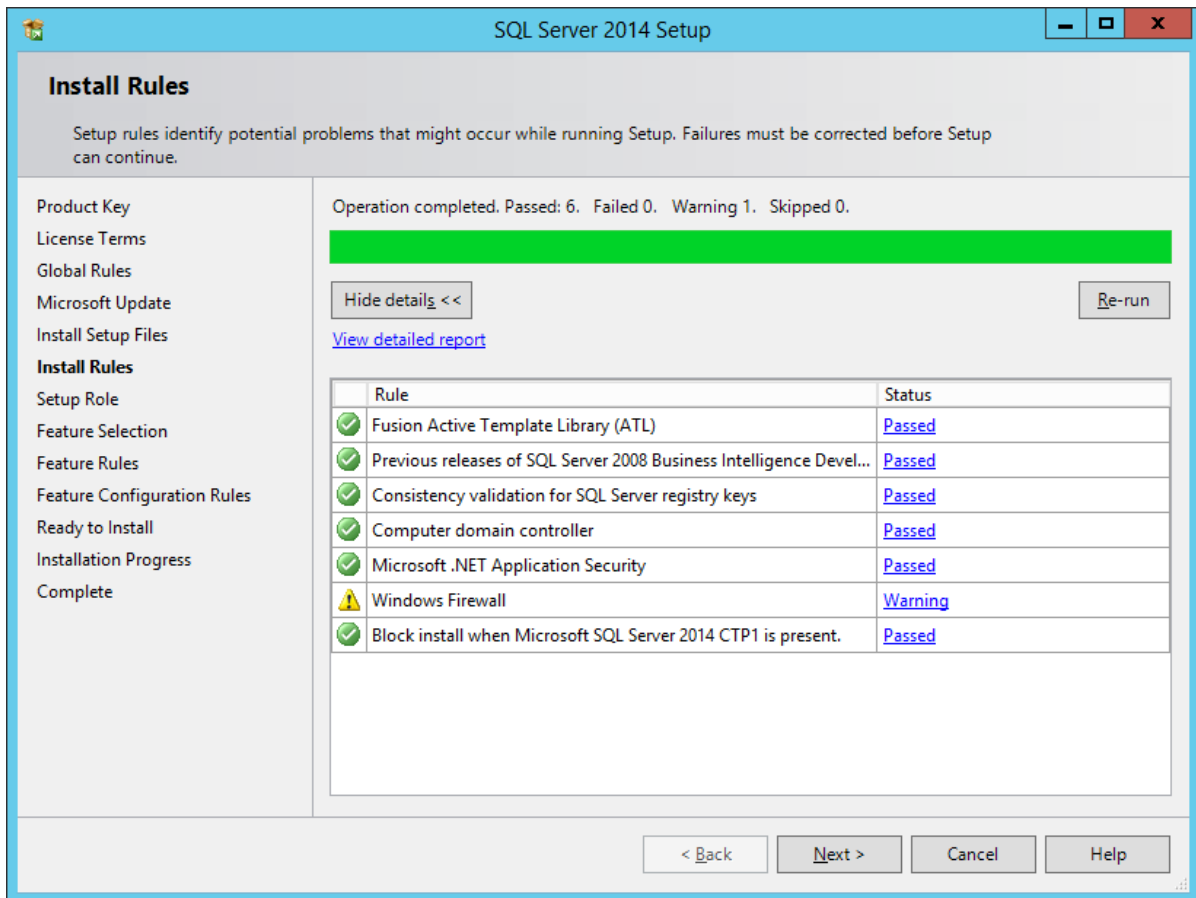 SQL Server 2014 Setup
Install Rules
Setup rules identify potential problems that might occur while running Setup. Failures must be corrected before Setup
can continue.
Product Key
License Terms
Global Rules
Microsoft Update
Install Setup Files
Install Rules
Setup Role
Feature Selection
Feature Rules
Feature Configuration Rules
Ready to Install
Installation Progress
Complete
Operation completed. Passed: 6.   Failed 0.   Warning 1.   Skipped 0.
Hide details <<
Re-run
View detailed report
Rule Status
Fusion Active Template Library (ATL) Passed
Previous releases of SQL Server 2008 Business Intelligence Devel... Passed
Consistency validation for SQL Server registry keys Passed
Computer domain controller Passed
Microsoft .NET Application Security Passed
Windows Firewall Warning
Block install when Microsoft SQL Server 2014 CTP1 is present. Passed
< Back Next > Cancel Help